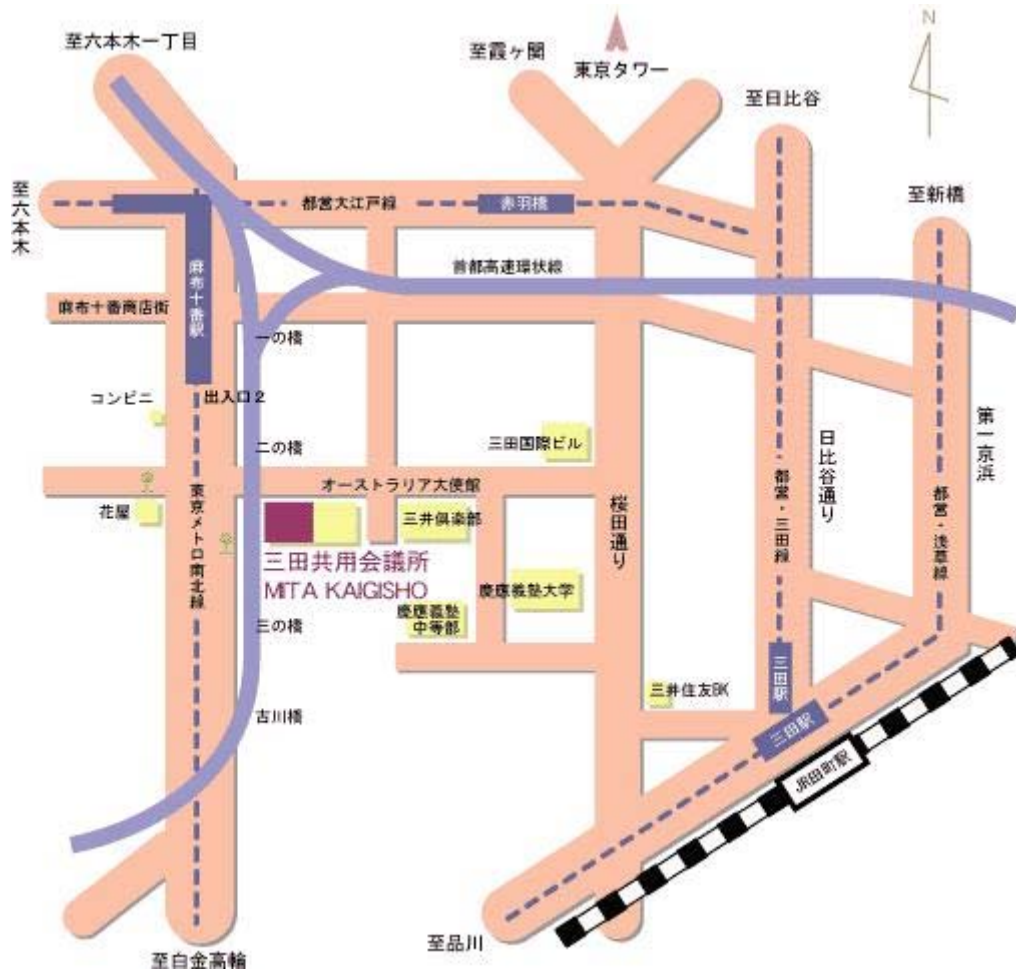 至六本木一丁目
至霞ヶ関
東京タワー
至日比谷
N
至六本木
都営大江戸線
赤羽橋
至新橋
麻布十番駅
首都高速環状線
麻布十番商店街
一の橋
コンビニ
出入口2
二の橋
三田国際ビル
日比谷通り
第一京浜
東京メトロ南北線
オーストラリア大使館
桜田通り
都営・三田線
都営・浅草線
花屋
三井倶楽部
三田共用会議所
MITA KAIGISHO
慶應義塾大学
慶應義塾
中等部
三の橋
三田駅
三井住友BK
古川橋
三田駅
JR田町駅
至品川
至白金高輪